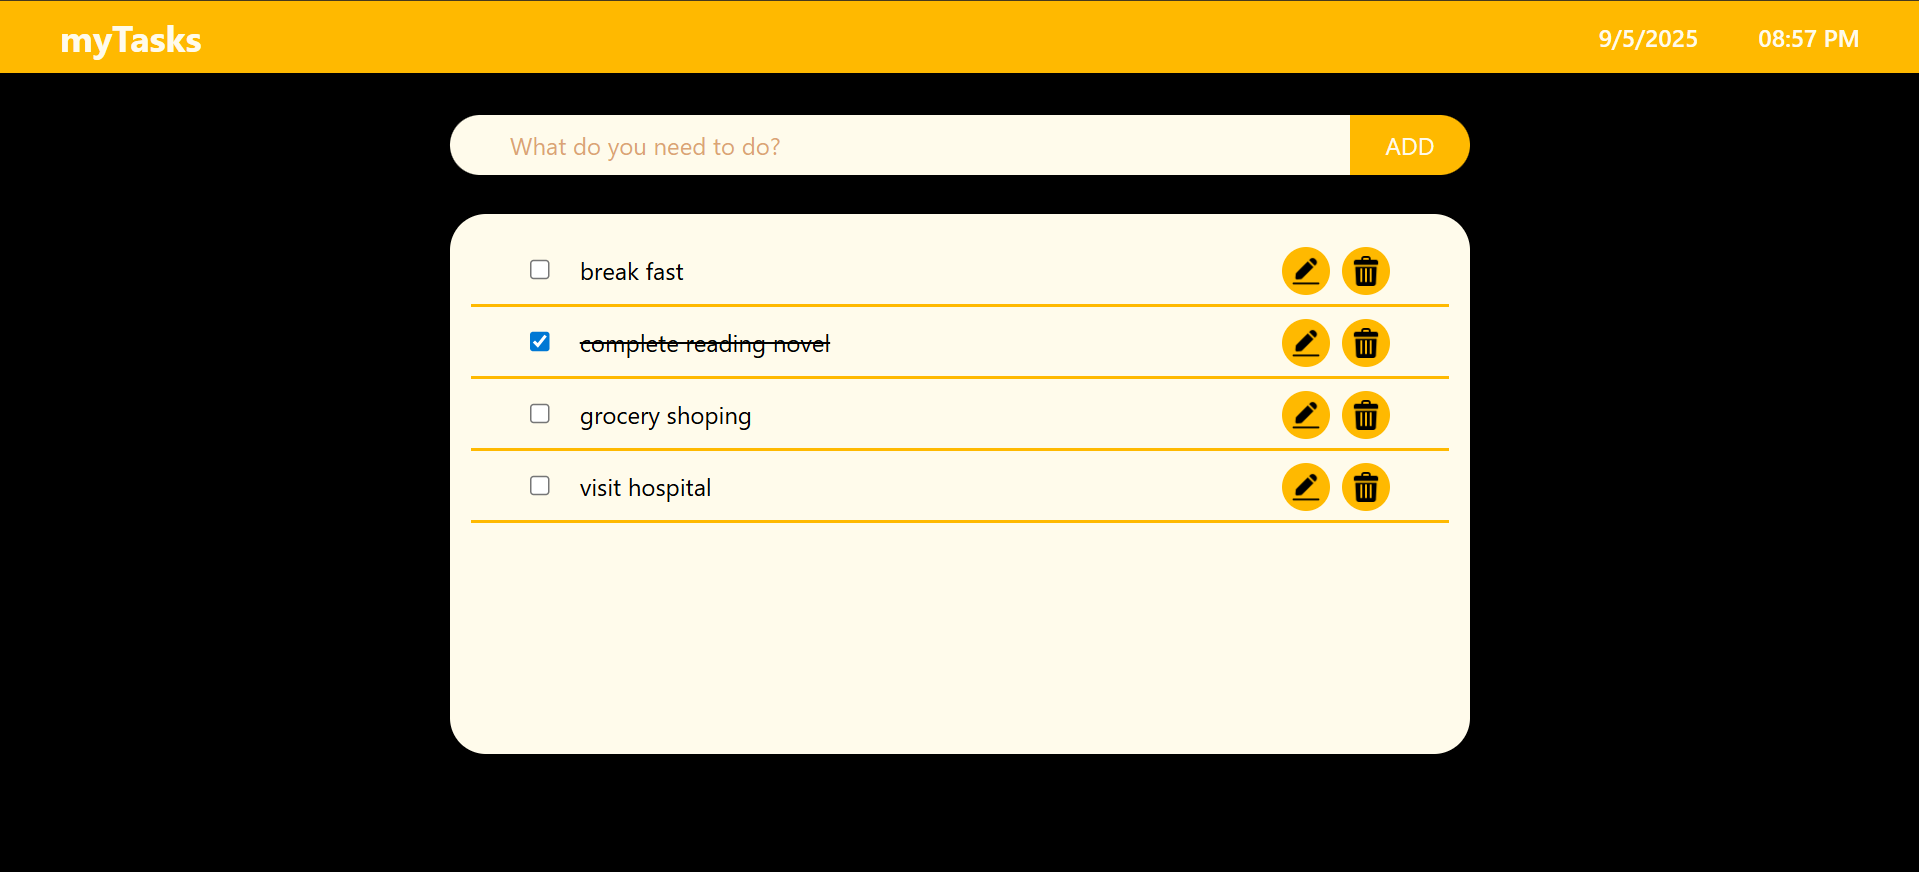 myTasks 9/5/2025 08:57 PM
What do you need to do? ADD
break fast
complete reading novel
grocery shoping
visit hospital